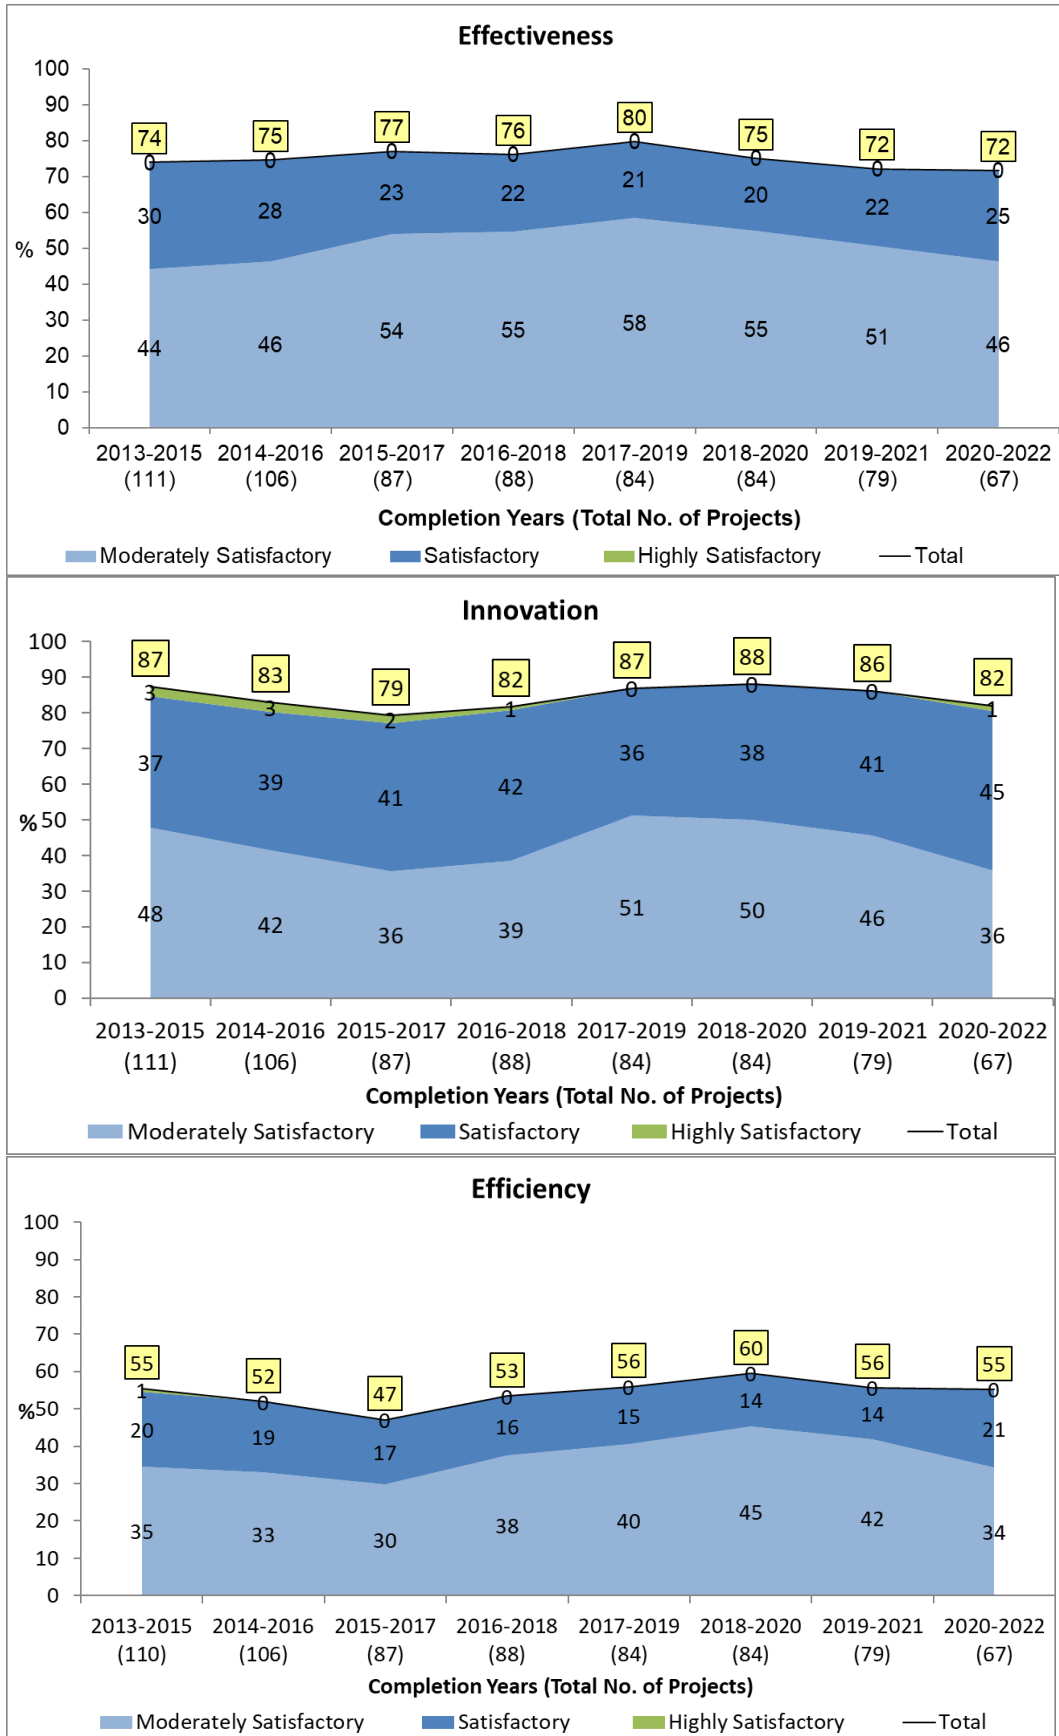 Effectiveness
100
90
80
70
60
50
40
30
20
10
0
%
74 75 77 76 80 75 72 72
0 0 0 0 0 0 0 0
30 28 23 22 21 20 22 25
44 46 54 55 58 55 51 46
2013-2015 2014-2016 2015-2017 2016-2018 2017-2019 2018-2020 2019-2021 2020-2022
(111) (106) (87) (88) (84) (84) (79) (67)
Completion Years (Total No. of Projects)
Moderately Satisfactory Satisfactory Highly Satisfactory Total
Innovation
100
90
80
70
60
50
40
30
20
10
0
%
87 83 79 82 87 88 86 82
3 3 2 1 0 0 0 1
37 39 41 42 36 38 41 45
48 42 36 39 51 50 46 36
2013-2015 2014-2016 2015-2017 2016-2018 2017-2019 2018-2020 2019-2021 2020-2022
(111) (106) (87) (88) (84) (84) (79) (67)
Completion Years (Total No. of Projects)
Moderately Satisfactory Satisfactory Highly Satisfactory Total
Efficiency
100
90
80
70
60
50
40
30
20
10
0
%
55 52 47 53 56 60 56 55
1 0 0 0 0 0 0 0
20 19 17 16 15 14 14 21
35 33 30 38 40 45 42 34
2013-2015 2014-2016 2015-2017 2016-2018 2017-2019 2018-2020 2019-2021 2020-2022
(110) (106) (87) (88) (84) (84) (79) (67)
Completion Years (Total No. of Projects)
Moderately Satisfactory Satisfactory Highly Satisfactory Total